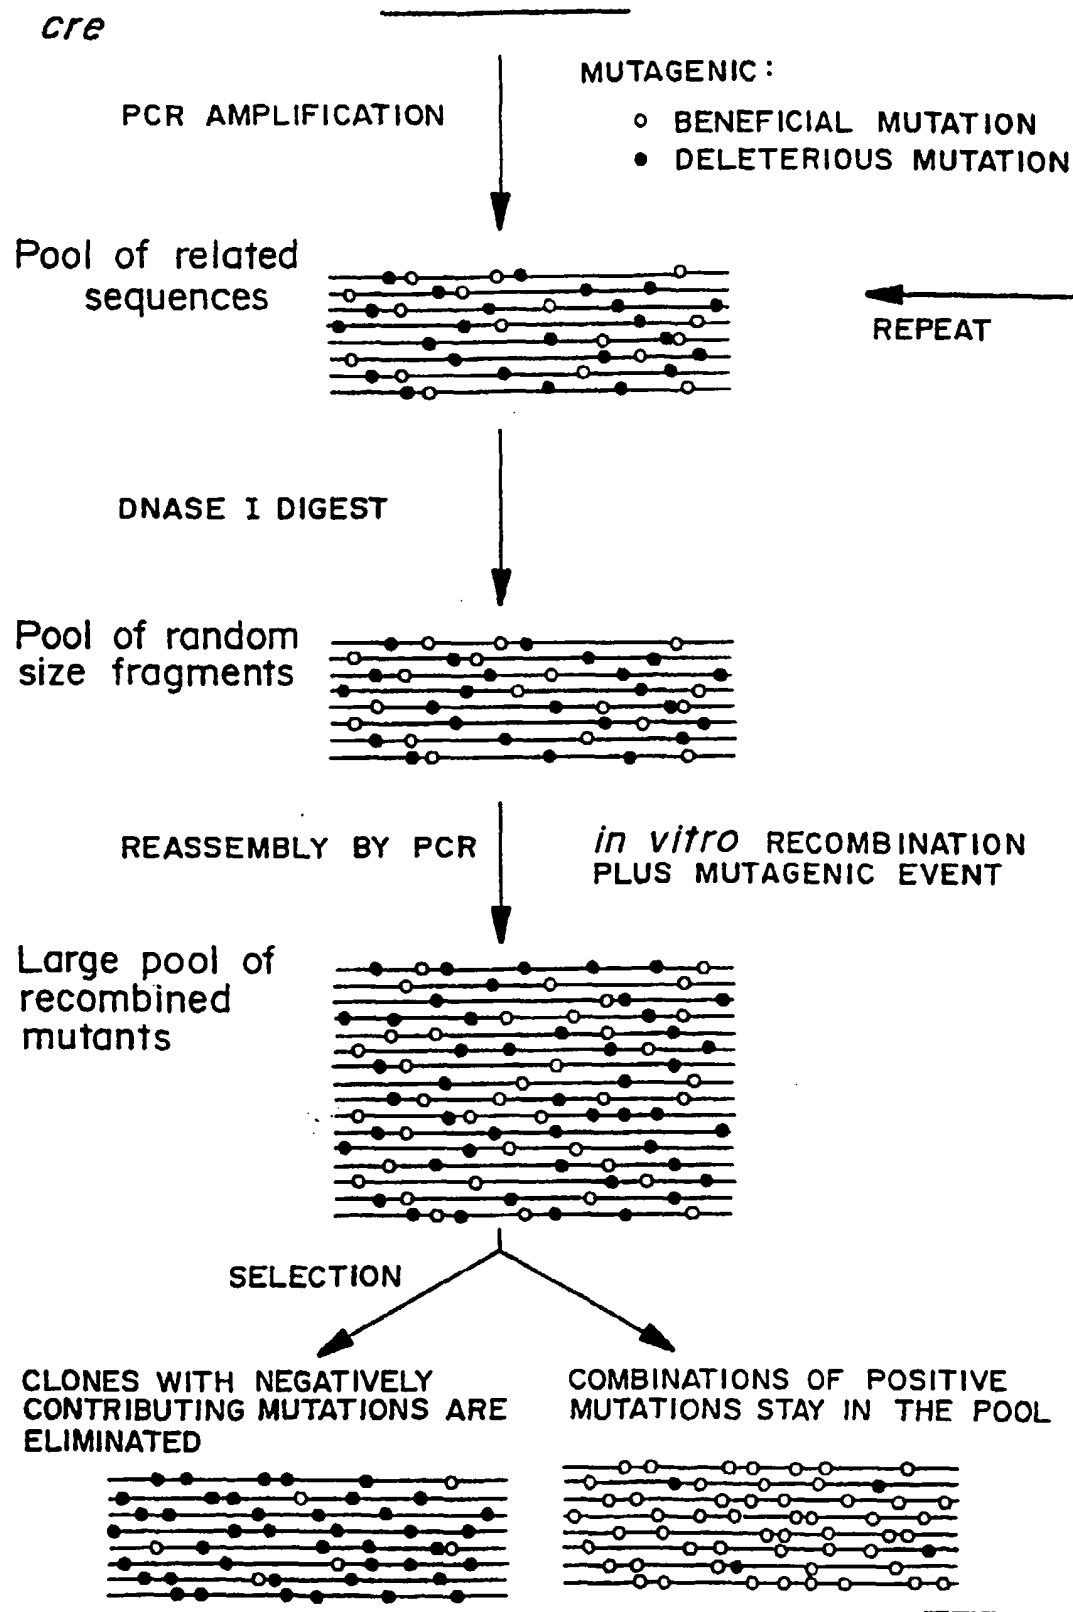 cre
PCR AMPLIFICATION
MUTAGENIC:
BENEFICIAL MUTATION
DELETERIOUS MUTATION
Pool of related
sequences
REPEAT
DNASE I DIGEST
Pool of random
size fragments
REASSEMBLY BY PCR
in vitro RECOMBINATION
PLUS MUTAGENIC EVENT
Large pool of
recombined
mutants
SELECTION
CLONES WITH NEGATIVELY
CONTRIBUTING MUTATIONS ARE
ELIMINATED
COMBINATIONS OF POSITIVE
MUTATIONS STAY IN THE POOL